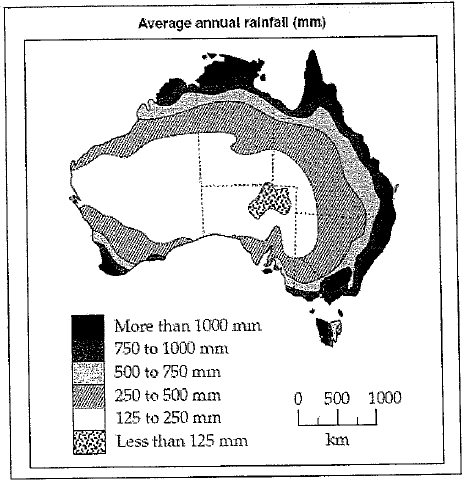 Average annual rainfall (mm)
More than 1000 mm
750 to 1000 mm
500 to 750 mm
250 to 500 mm
125 to 250 mm
Less than 125 mm
0 500 1000
km